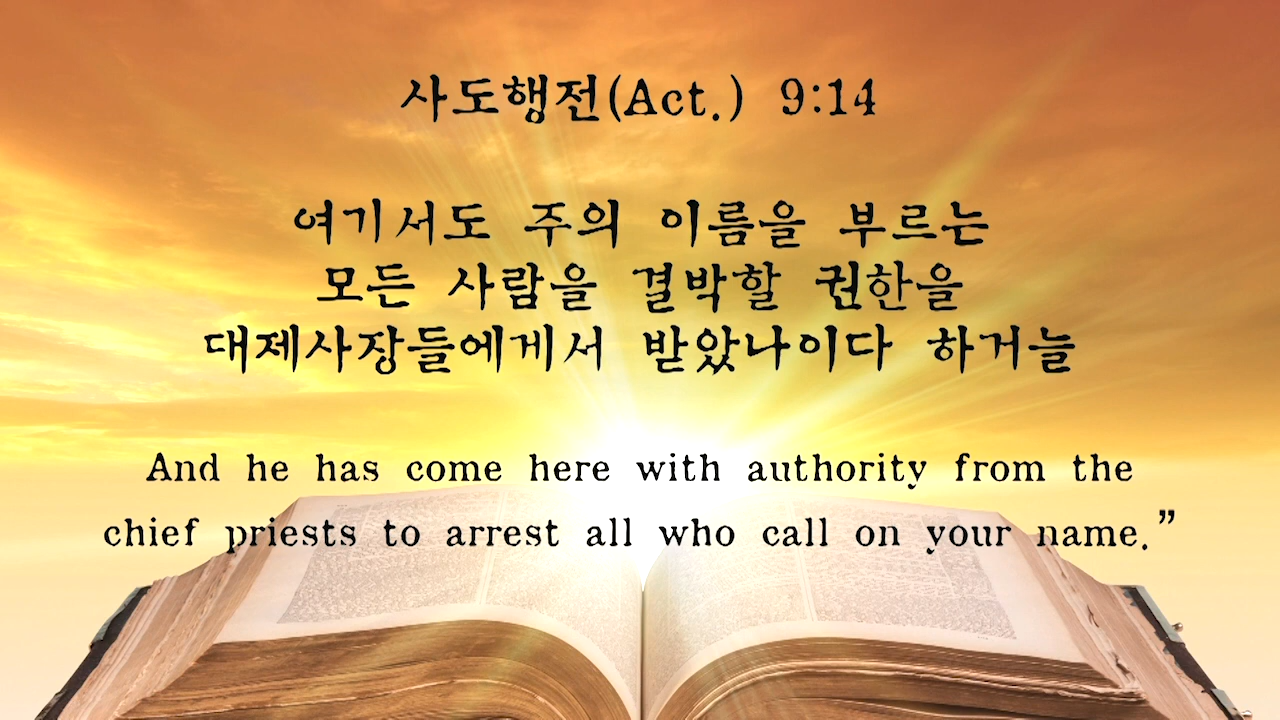 사도행전(Act.) 9:14
여기서도 주의 이름을 부르는
모든 사람을 결박할 권한을
대제사장들에게서 받았나이다 하거늘
And he has come here with authority from the
chief priests to arrest all who call on your name.”